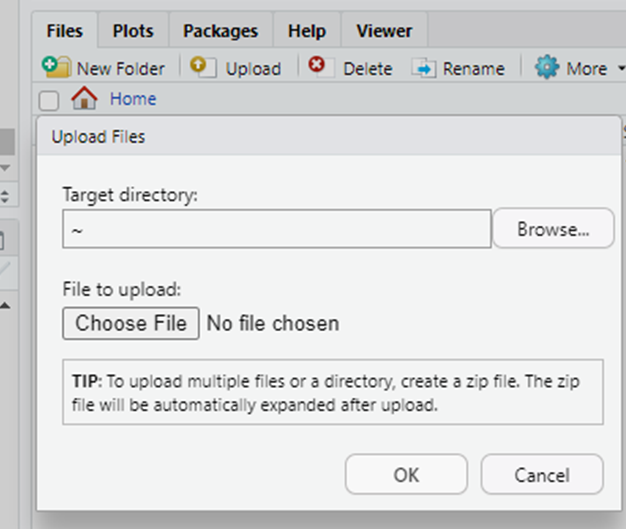 Files Plots Packages Help Viewer
New Folder Upload Delete Rename More
Home
Upload Files
Target directory:
~ Browse...
File to upload:
Choose File No file chosen
TIP: To upload multiple files or a directory, create a zip file. The zip
file will be automatically expanded after upload.
OK Cancel